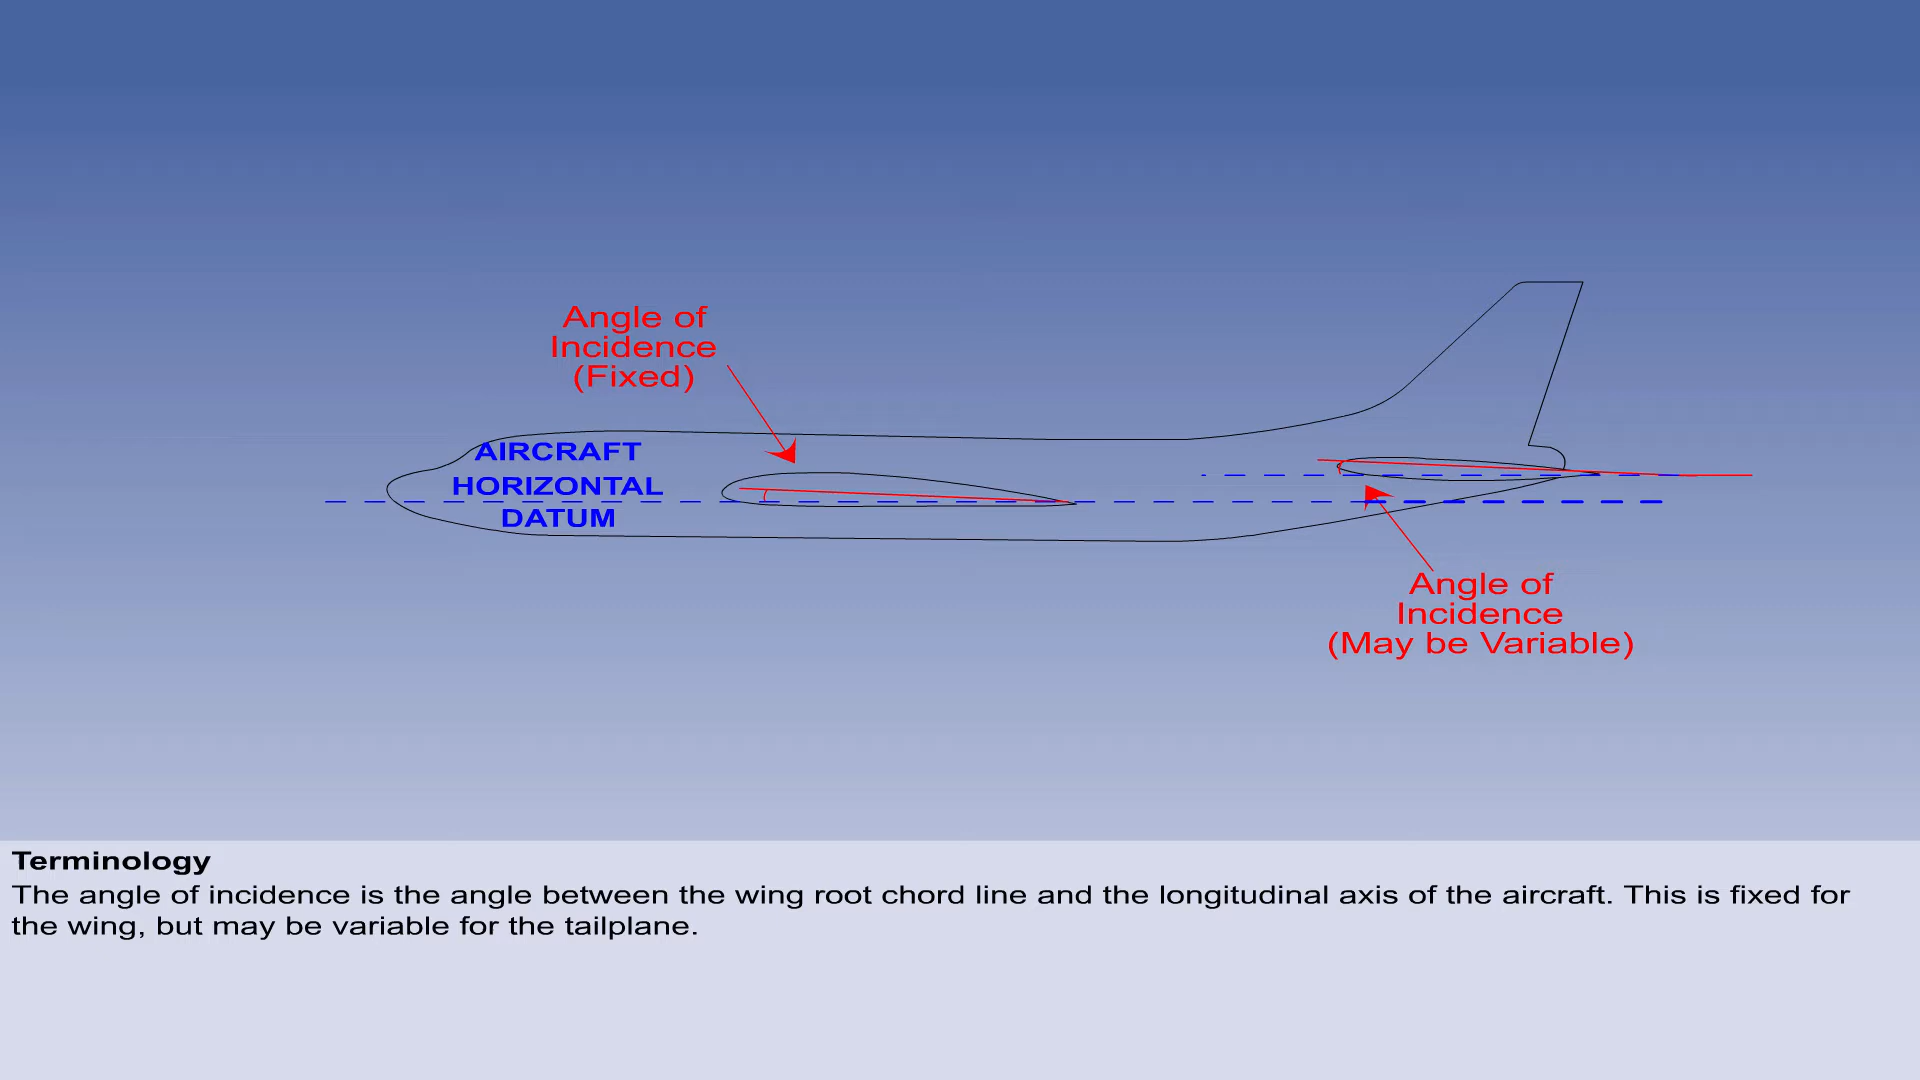 Angle of
Incidence
(Fixed)
AIRCRAFT
HORIZONTAL
DATUM
Angle of
Incidence
(May be Variable)
Terminology
The angle of incidence is the angle between the wing root chord line and the longitudinal axis of the aircraft. This is fixed for
the wing, but may be variable for the tailplane.